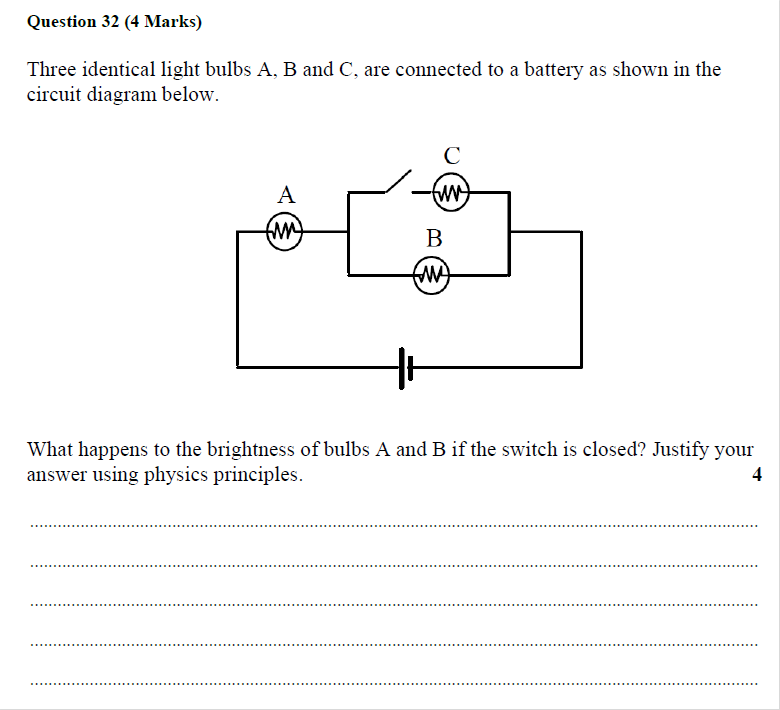 Question 32 (4 Marks)
Three identical light bulbs A, B and C, are connected to a battery as shown in the
circuit diagram below.
C
A
B
What happens to the brightness of bulbs A and B if the switch is closed? Justify your
answer using physics principles. 4